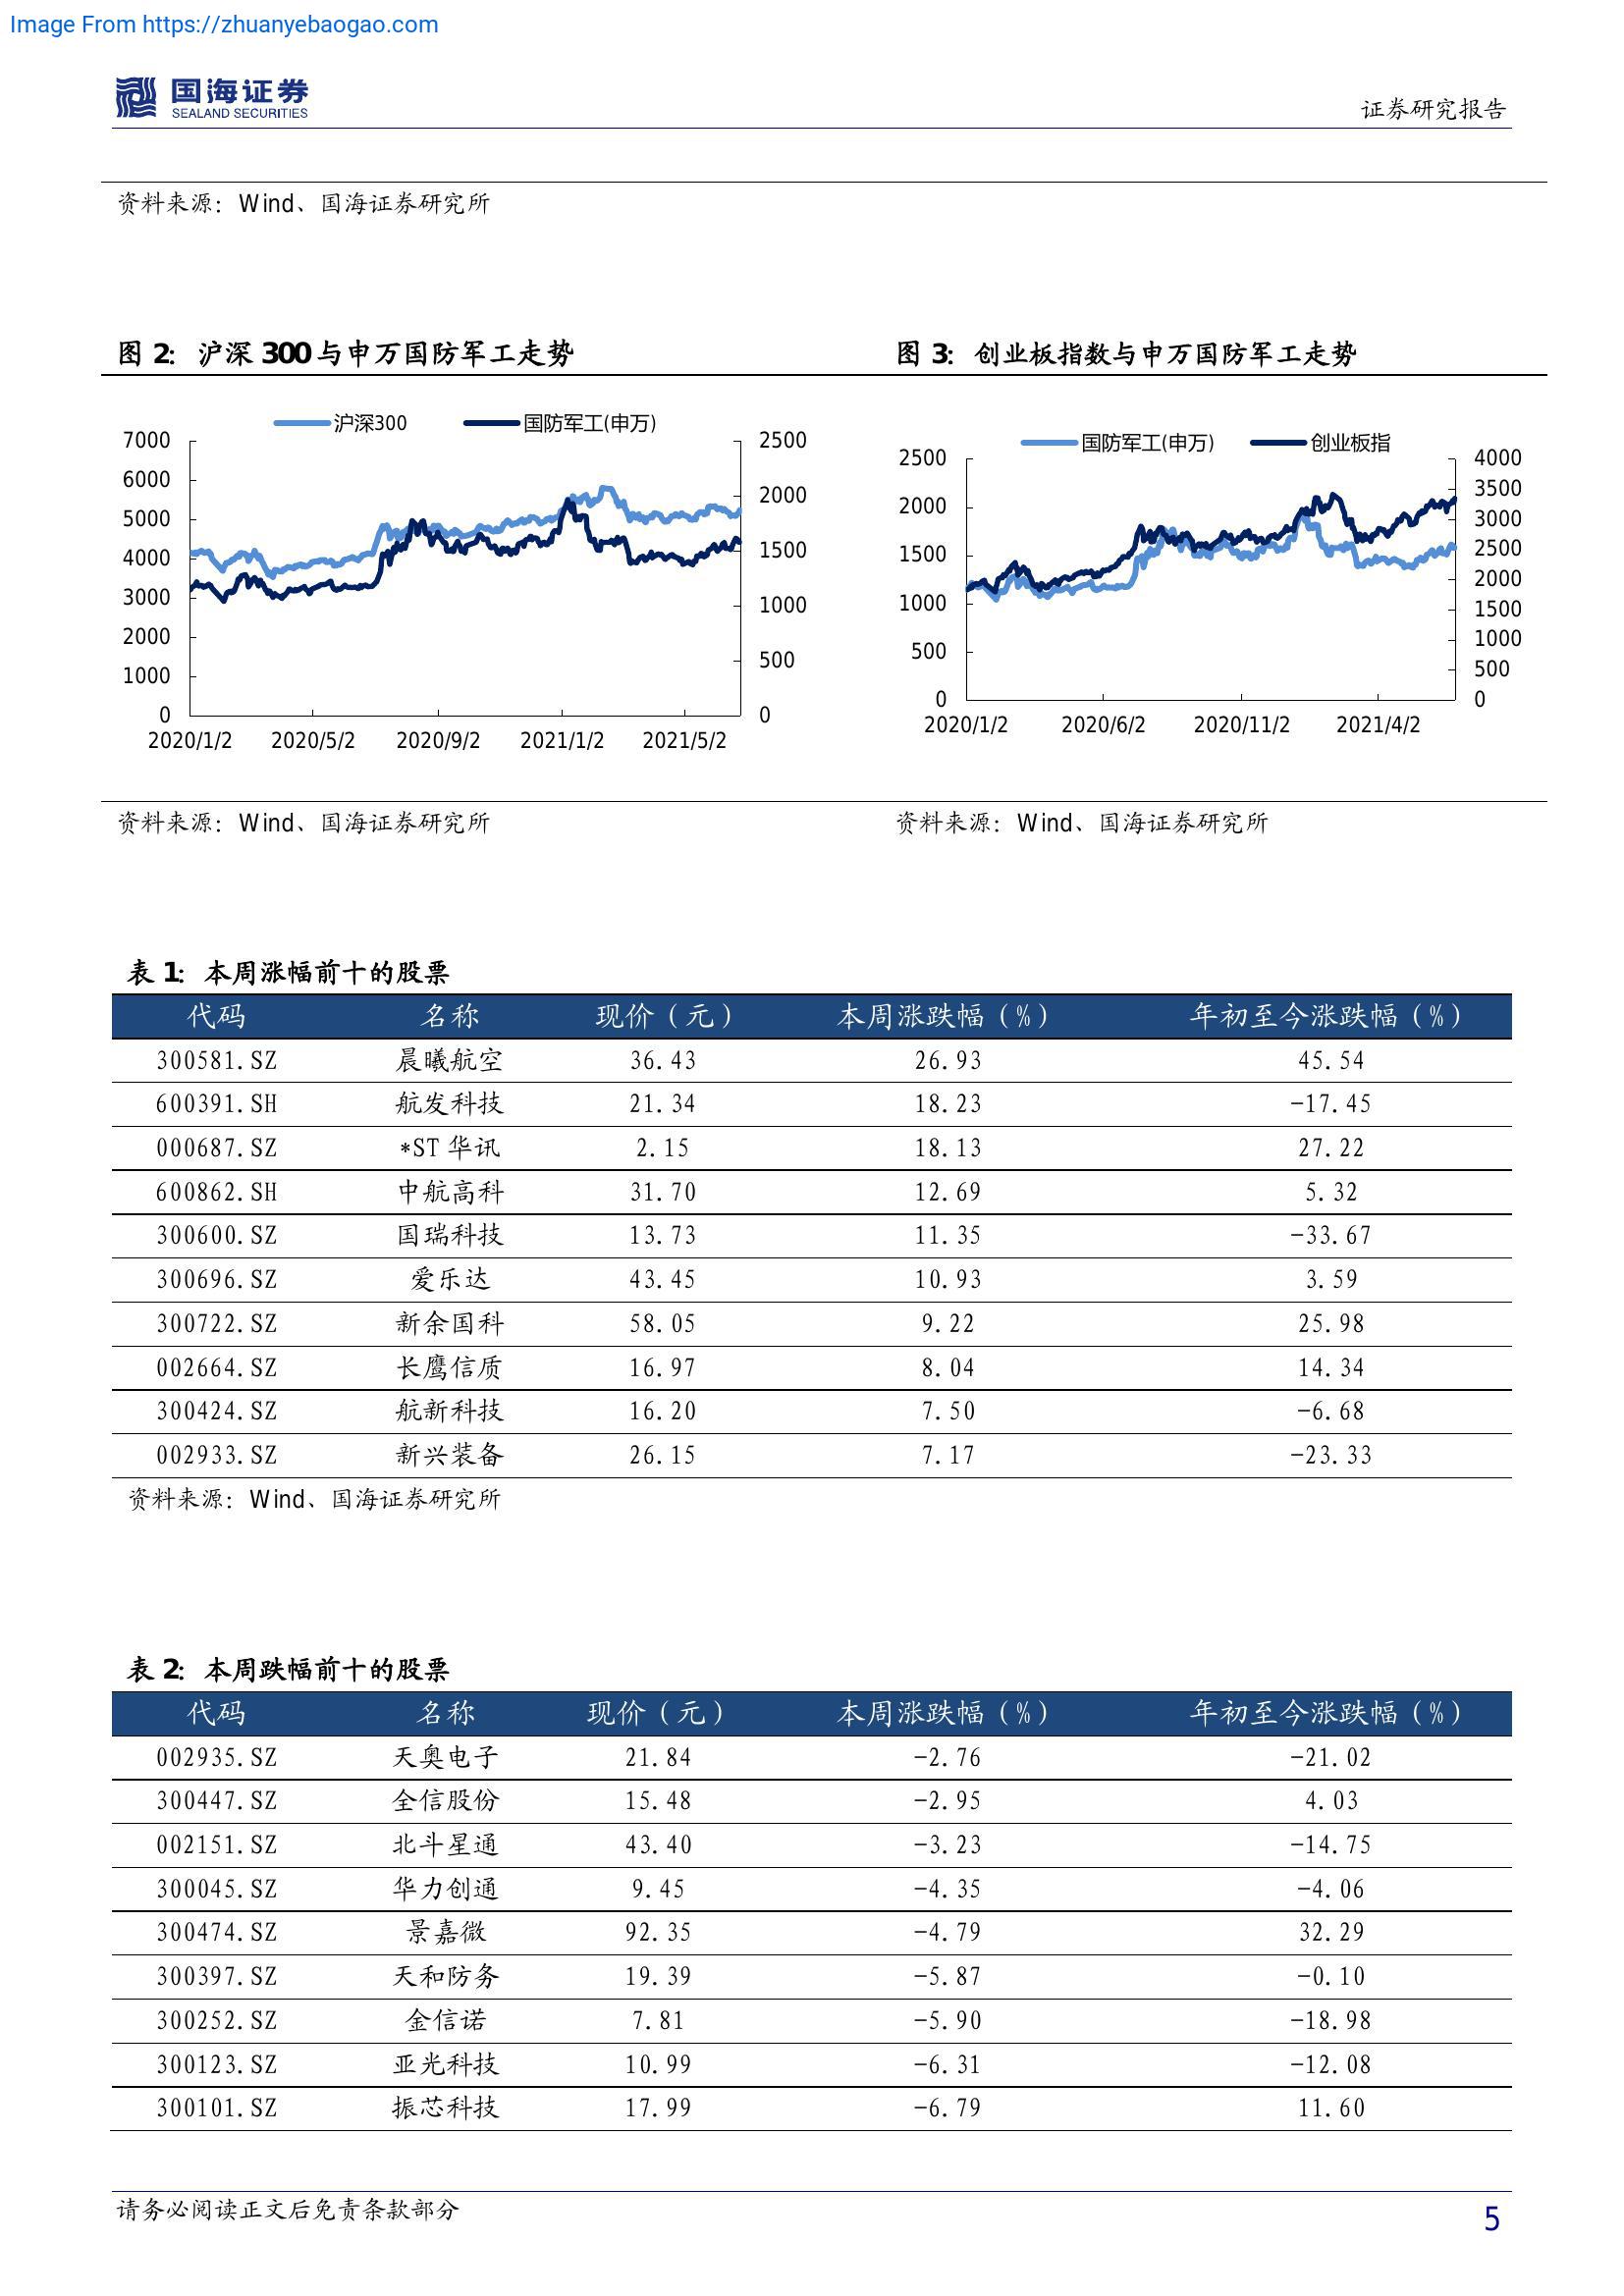 Image From https://zhuanyebaogao.com
国海证券
SEALAND SECURITIES
证券研究报告
资料来源：Wind、国海证券研究所
图 2：沪深 300 与申万国防军工走势
沪深300 国防军工(申万)
7000
6000
5000
4000
3000
2000
1000
0
2500
2000
1500
1000
500
0
2020/1/2 2020/5/2 2020/9/2 2021/1/2 2021/5/2
资料来源：Wind、国海证券研究所
图 3：创业板指数与申万国防军工走势
国防军工(申万) 创业板指
2500
2000
1500
1000
500
0
4000
3500
3000
2500
2000
1500
1000
500
0
2020/1/2 2020/6/2 2020/11/2 2021/4/2
资料来源：Wind、国海证券研究所
表 1：本周涨幅前十的股票
代码 名称 现价（元） 本周涨跌幅（%） 年初至今涨跌幅（%）
300581.SZ 晨曦航空 36.43 26.93 45.54
600391.SH 航发科技 21.34 18.23 -17.45
000687.SZ *ST 华讯 2.15 18.13 27.22
600862.SH 中航高科 31.70 12.69 5.32
300600.SZ 国瑞科技 13.73 11.35 -33.67
300696.SZ 爱乐达 43.45 10.93 3.59
300722.SZ 新余国科 58.05 9.22 25.98
002664.SZ 长鹰信质 16.97 8.04 14.34
300424.SZ 航新科技 16.20 7.50 -6.68
002933.SZ 新兴装备 26.15 7.17 -23.33
资料来源：Wind、国海证券研究所
表 2：本周跌幅前十的股票
代码 名称 现价（元） 本周涨跌幅（%） 年初至今涨跌幅（%）
002935.SZ 天奥电子 21.84 -2.76 -21.02
300447.SZ 全信股份 15.48 -2.95 4.03
002151.SZ 北斗星通 43.40 -3.23 -14.75
300045.SZ 华力创通 9.45 -4.35 -4.06
300474.SZ 景嘉微 92.35 -4.79 32.29
300397.SZ 天和防务 19.39 -5.87 -0.10
300252.SZ 金信诺 7.81 -5.90 -18.98
300123.SZ 亚光科技 10.99 -6.31 -12.08
300101.SZ 振芯科技 17.99 -6.79 11.60
请务必阅读正文后免责条款部分
5